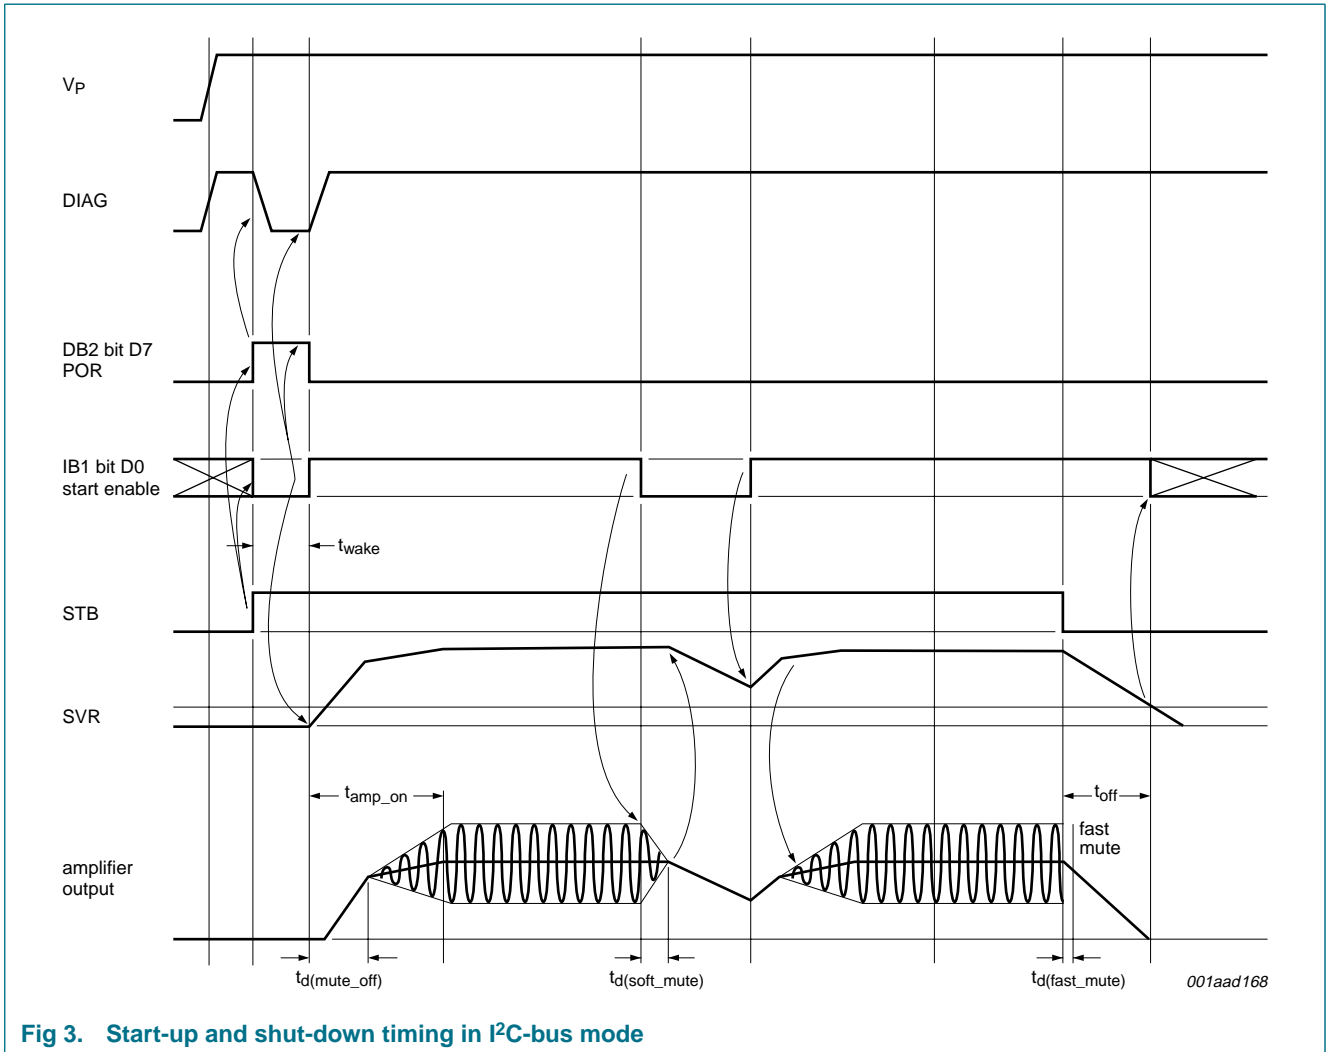 VP
DIAG
DB2 bit D7
POR
IB1 bit D0
start enable
twake
STB
SVR
tamp_on
toff
fast
mute
amplifier
output
td(mute_off)
td(soft_mute)
td(fast_mute)
001aad168
Fig 3. Start-up and shut-down timing in I²C-bus mode